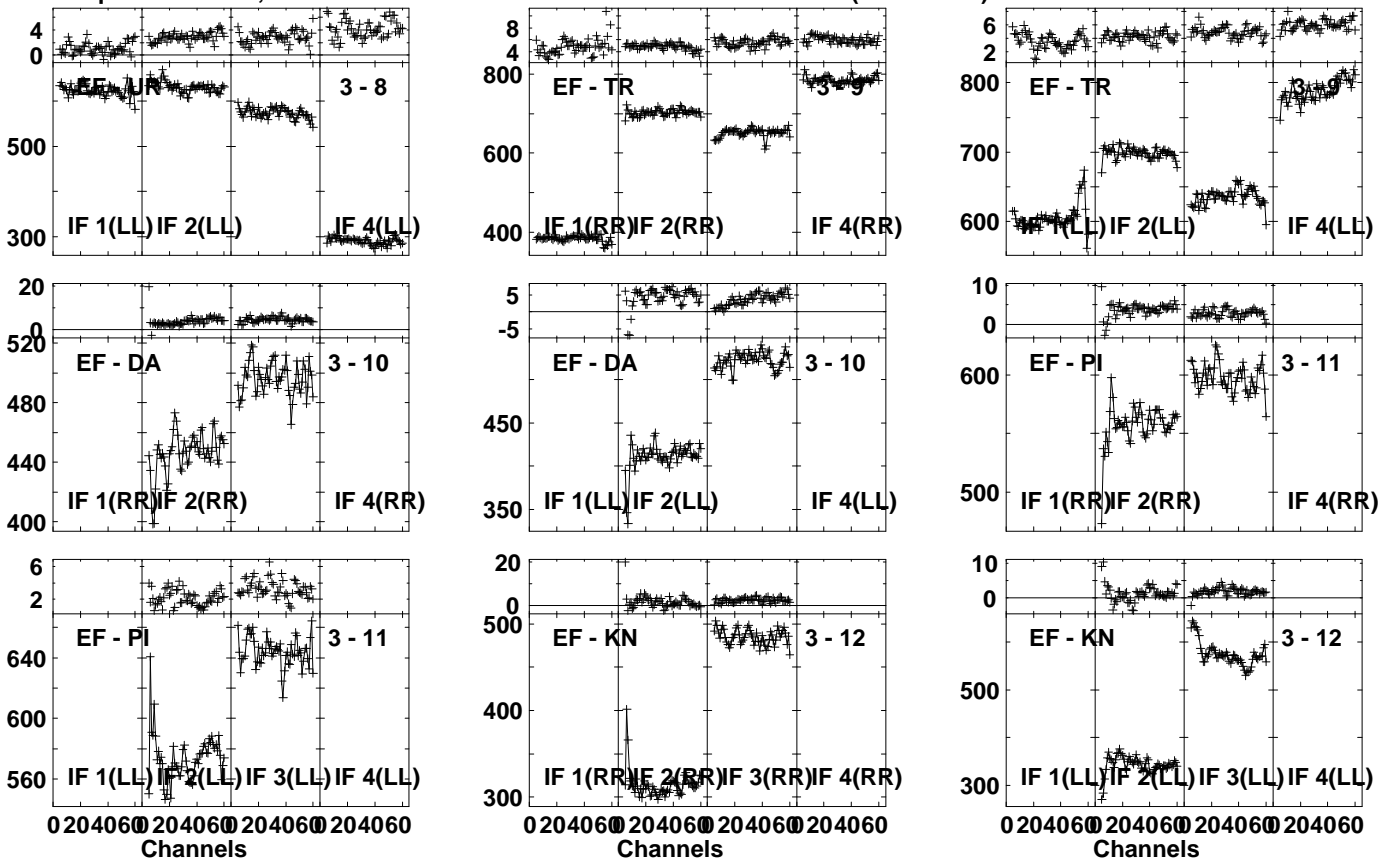 4
0
EF - UR 3 - 8
500
300
IF 1(LL) IF 2(LL) IF 4(LL)
8
4
800
EF - TR 3 - 9
600
400
IF 1(RR) IF 2(RR) IF 4(RR)
6
2
800
EF - TR 3 - 9
700
600
IF 1(LL) IF 2(LL) IF 4(LL)
20
0
520
EF - DA 3 - 10
480
440
400
IF 1(RR) IF 2(RR) IF 4(RR)
5
-5
EF - DA 3 - 10
450
350
IF 1(LL) IF 2(LL) IF 4(LL)
10
0
EF - PI 3 - 11
600
500
IF 1(RR) IF 2(RR) IF 4(RR)
6
2
EF - PI 3 - 11
640
600
560
IF 1(LL) IF 2(LL) IF 3(LL) IF 4(LL)
0 20 40 60 0 20 40 60 0 20 40 60 0 20 40 60
Channels
20
0
500
EF - KN 3 - 12
400
300
IF 1(RR) IF 2(RR) IF 3(RR) IF 4(RR)
0 20 40 60 0 20 40 60 0 20 40 60 0 20 40 60
Channels
10
0
EF - KN 3 - 12
500
300
IF 1(LL) IF 2(LL) IF 3(LL) IF 4(LL)
0 20 40 60 0 20 40 60 0 20 40 60 0 20 40 60
Channels